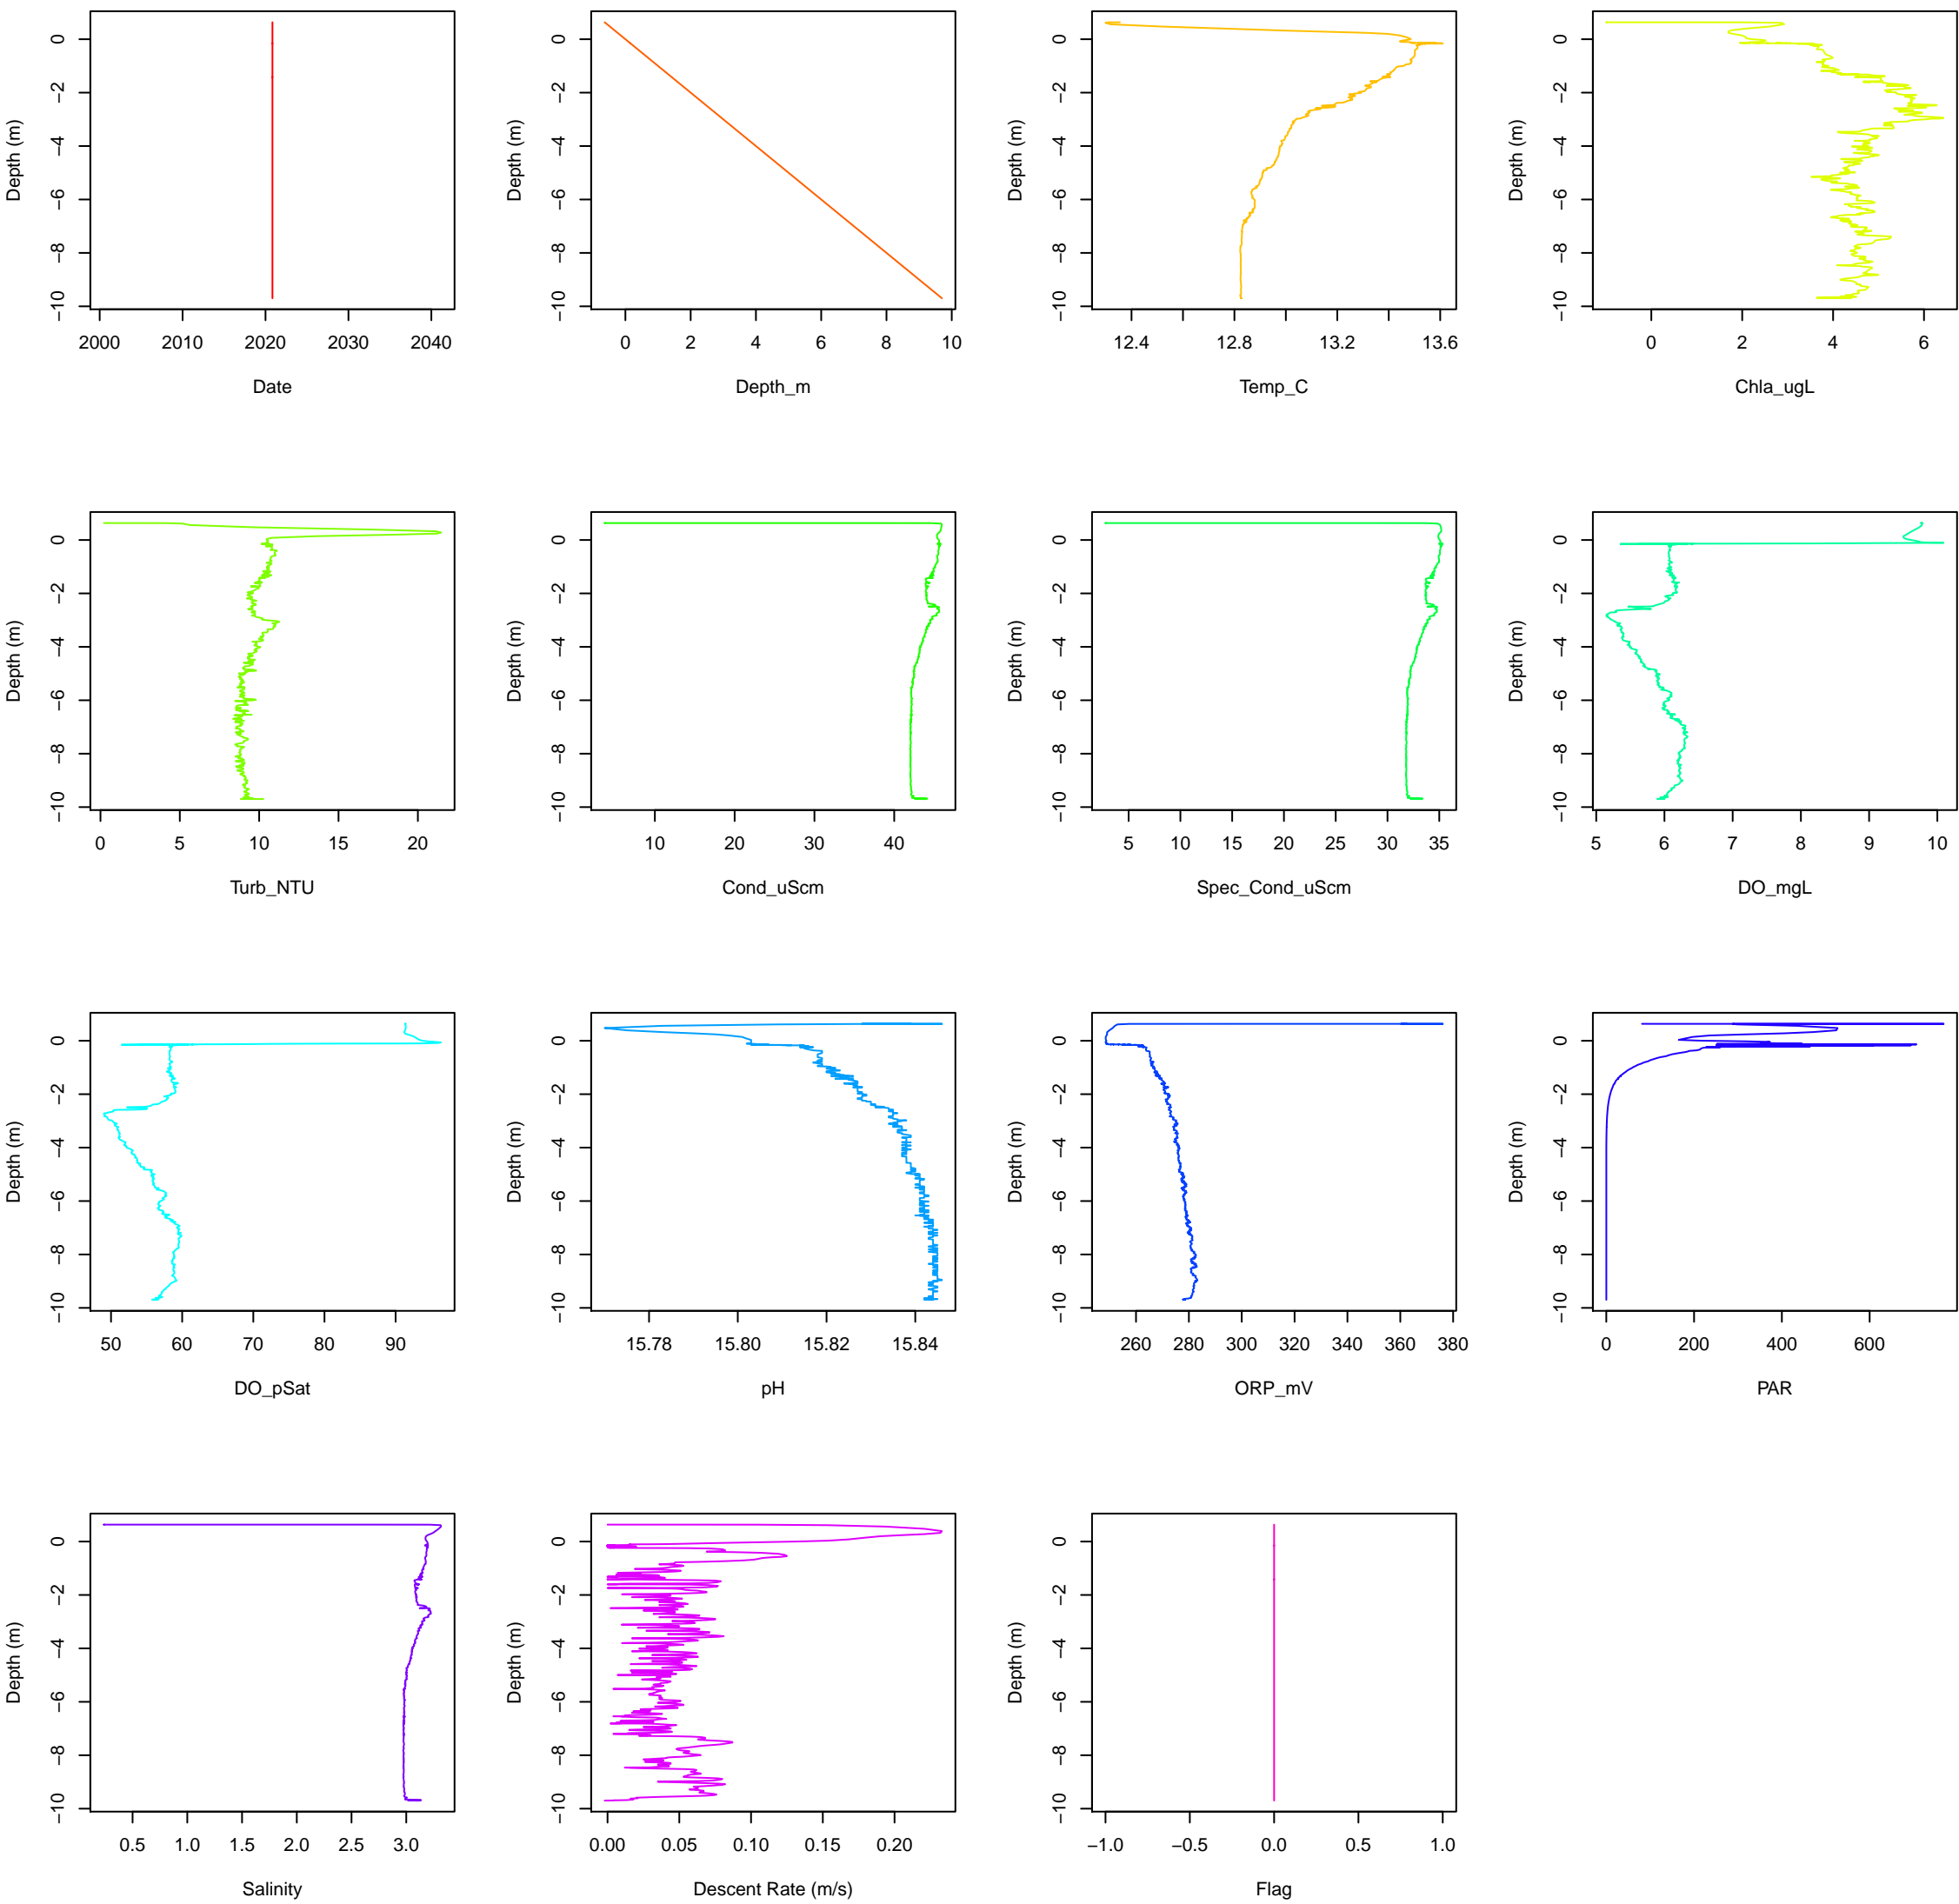 Depth (m)
0 −2 −4 −6 −8 −10
2000 2010 2020 2030 2040
Date
Depth (m)
0 −2 −4 −6 −8 −10
0 2 4 6 8 10
Depth_m
Depth (m)
0 −2 −4 −6 −8 −10
12.4 12.8 13.2 13.6
Temp_C
Depth (m)
0 −2 −4 −6 −8 −10
0 2 4 6
Chla_ugL
Depth (m)
0 −2 −4 −6 −8 −10
0 5 10 15 20
Turb_NTU
Depth (m)
0 −2 −4 −6 −8 −10
10 20 30 40
Cond_uScm
Depth (m)
0 −2 −4 −6 −8 −10
5 10 15 20 25 30 35
Spec_Cond_uScm
Depth (m)
0 −2 −4 −6 −8 −10
5 6 7 8 9 10
DO_mgL
Depth (m)
0 −2 −4 −6 −8 −10
50 60 70 80 90
DO_pSat
Depth (m)
0 −2 −4 −6 −8 −10
15.78 15.80 15.82 15.84
pH
Depth (m)
0 −2 −4 −6 −8 −10
260 280 300 320 340 360 380
ORP_mV
Depth (m)
0 −2 −4 −6 −8 −10
0 200 400 600
PAR
Depth (m)
0 −2 −4 −6 −8 −10
0.5 1.0 1.5 2.0 2.5 3.0
Salinity
Depth (m)
0 −2 −4 −6 −8 −10
0.00 0.05 0.10 0.15 0.20
Descent Rate (m/s)
Depth (m)
0 −2 −4 −6 −8 −10
−1.0 −0.5 0.0 0.5 1.0
Flag